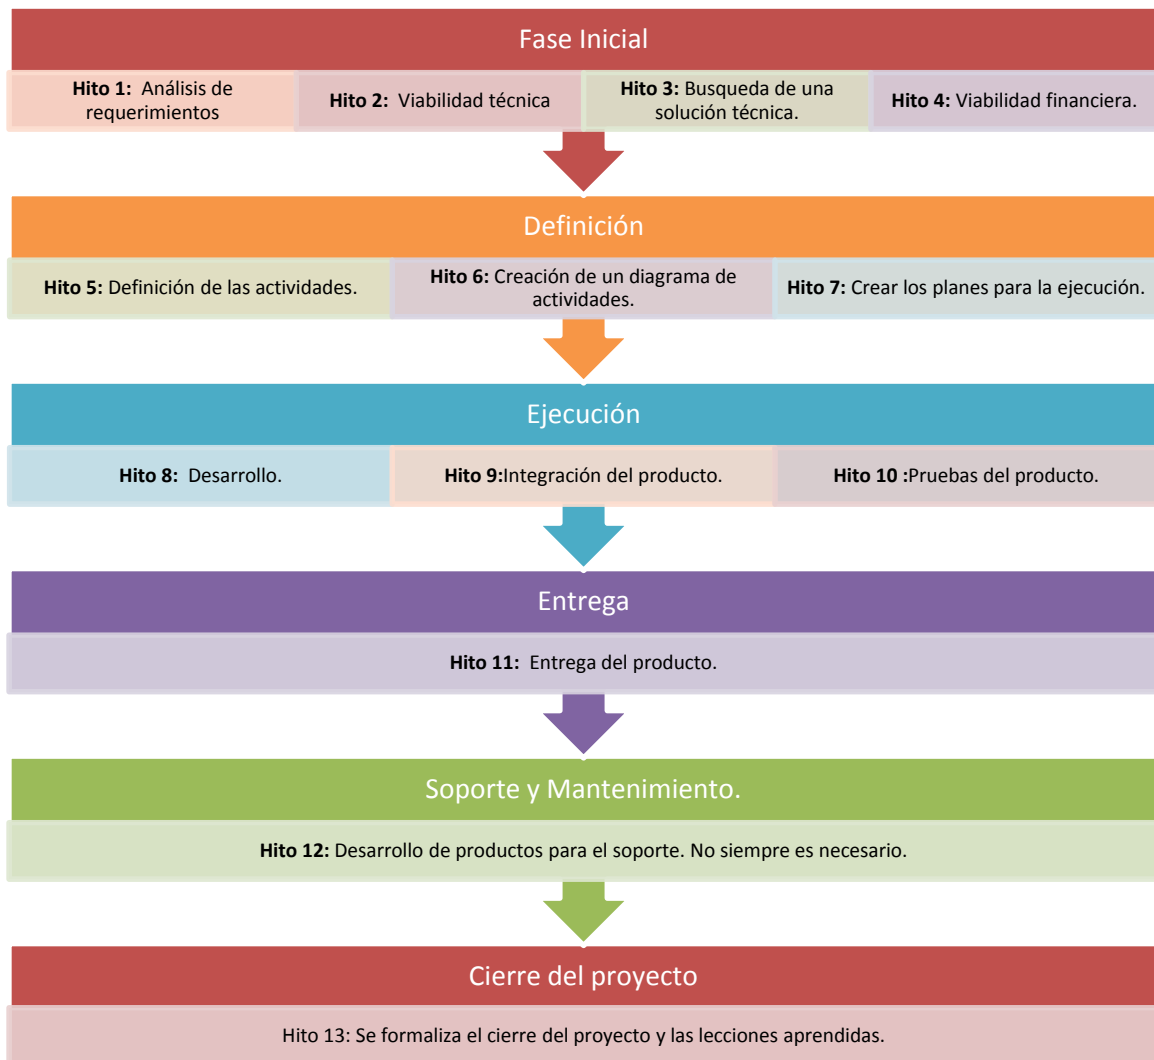 Fase Inicial
Hito 1: Análisis de
requerimientos
Hito 2: Viabilidad técnica
Hito 3: Busqueda de una
solución técnica.
Hito 4: Viabilidad financiera.
Definición
Hito 5: Definición de las actividades.
Hito 6: Creación de un diagrama de
actividades.
Hito 7: Crear los planes para la ejecución.
Ejecución
Hito 8: Desarrollo.
Hito 9:Integración del producto.
Hito 10 :Pruebas del producto.
Entrega
Hito 11: Entrega del producto.
Soporte y Mantenimiento.
Hito 12: Desarrollo de productos para el soporte. No siempre es necesario.
Cierre del proyecto
Hito 13: Se formaliza el cierre del proyecto y las lecciones aprendidas.